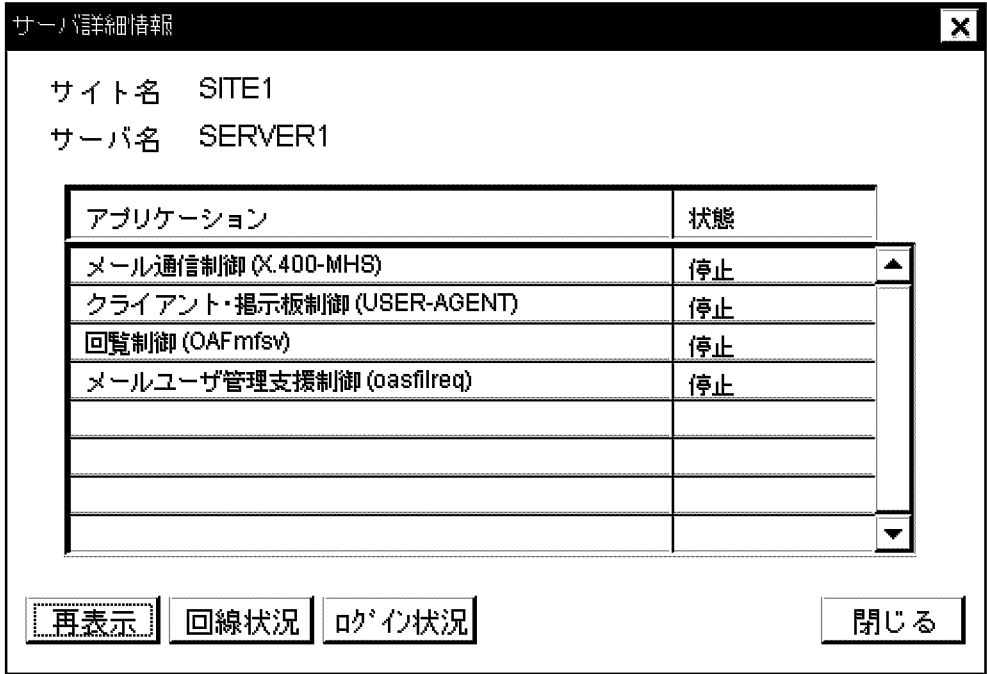 サーバ詳細情報
サイト名 SITE1
サーバ名 SERVER1
アプリケーション 状態
メール通信制御(X.400-MHS) 停止
クライアント・掲示板制御(USER-AGENT) 停止
回覧制御(OAFmfsv) 停止
メールユーザ管理支援制御(oasfilreq) 停止
再表示 回線状況 ﾛｸﾞｲﾝ状況 閉じる